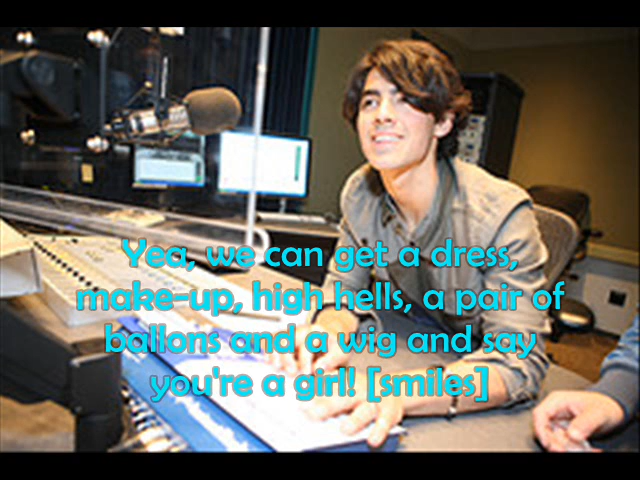 Yea, we can get a dress,
make-up, high hells, a pair of
ballons and a wig and say
you're a girl! [smiles]